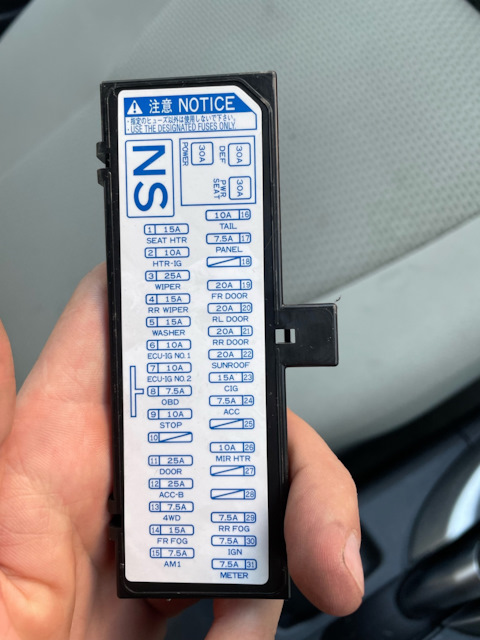 注意 NOTICE
・指定のヒューズ以外は使用しないで下さい。
・USE THE DESIGNATED FUSES ONLY.
NS
30A
POWER
30A
DEF
30A
PWR SEAT
1 15A
SEAT HTR
2 10A
HTR-IG
3 25A
WIPER
4 15A
RR WIPER
5 15A
WASHER
6 10A
ECU-IG NO.1
7 10A
ECU-IG NO.2
8 7.5A
OBD
9 10A
STOP
10
11 25A
DOOR
12 25A
ACC-B
13 7.5A
4WD
14 15A
FR FOG
15 7.5A
AM1
10A 16
TAIL
7.5A 17
PANEL
18
20A 19
FR DOOR
20A 20
RL DOOR
20A 21
RR DOOR
20A 22
SUNROOF
15A 23
CIG
7.5A 24
ACC
25
10A 26
MIR HTR
27
28
7.5A 29
RR FOG
7.5A 30
IGN
7.5A 31
METER